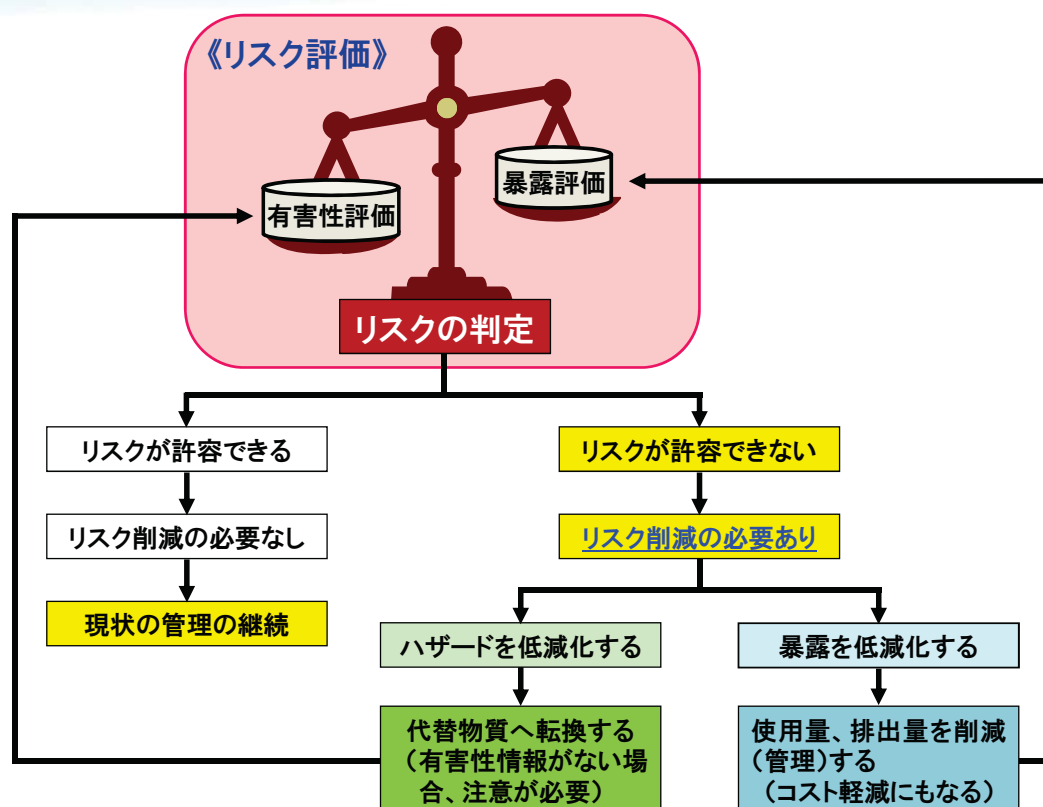 《リスク評価》
暴露評価
有害性評価
リスクの判定
リスクが許容できる
リスクが許容できない
リスク削減の必要なし
リスク削減の必要あり
現状の管理の継続
ハザードを低減化する
暴露を低減化する
代替物質へ転換する
（有害性情報がない場
合、注意が必要）
使用量、排出量を削減
（管理）する
（コスト軽減にもなる）